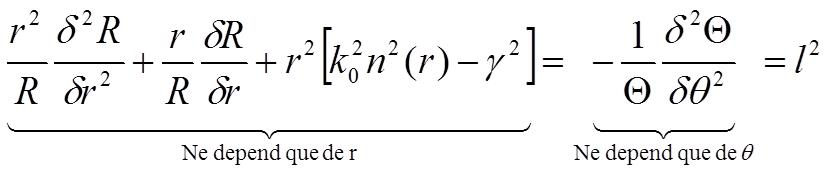 r²/R δ²R/δr² + r/R δR/δr + r²[k₀²n²(r) − γ²] = −1/Θ δ²Θ/δθ² = l²
Ne depend que de r Ne depend que de θ